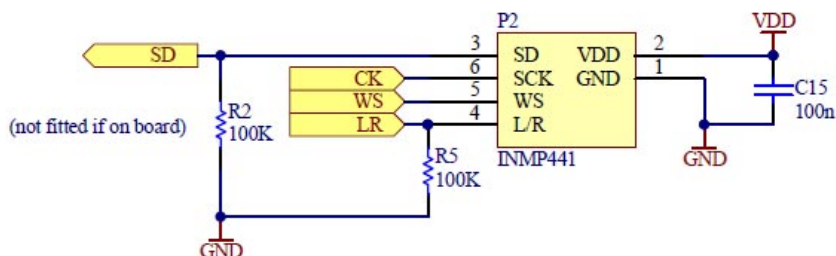 P2
VDD
SD
3
SD
VDD
2
CK
6
SCK
GND
1
WS
5
WS
C15
100n
LR
4
L/R
R2
100K
(not fitted if on board)
R5
100K
INMP441
GND
GND